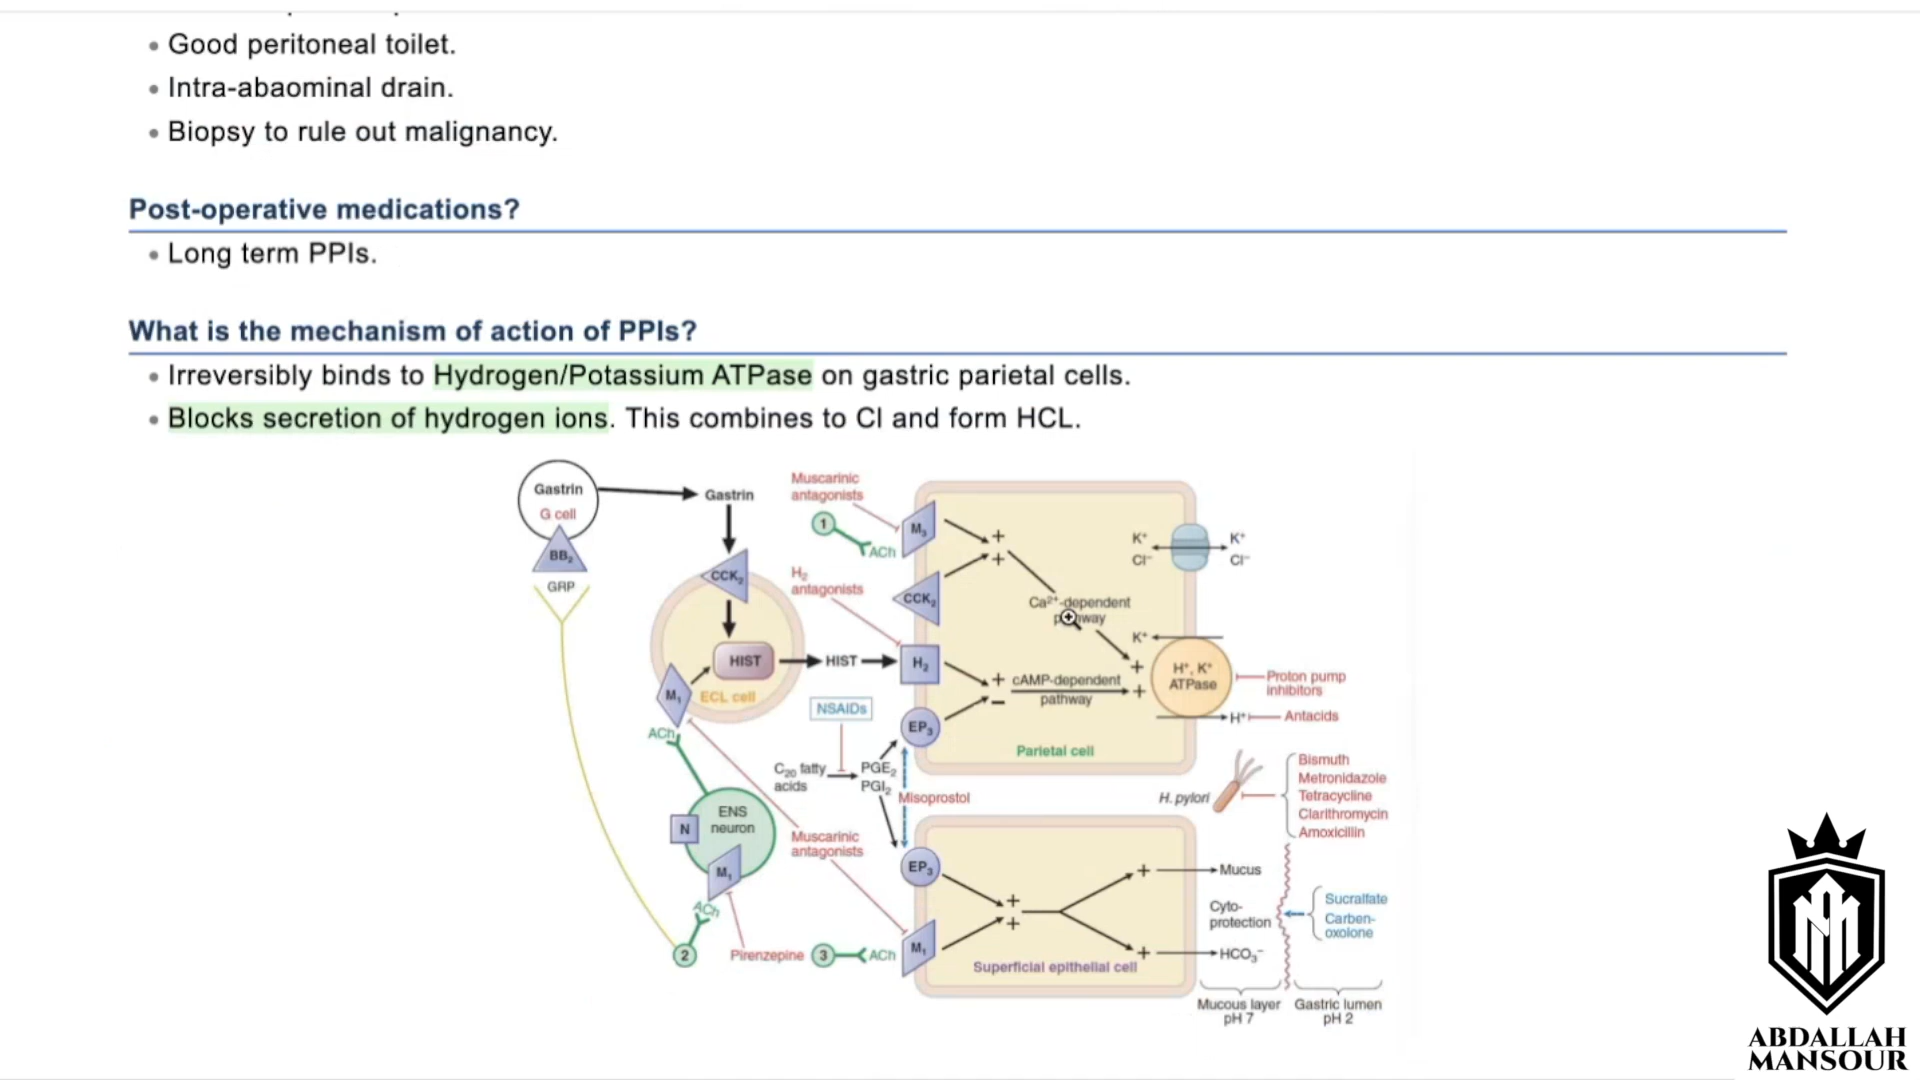 • Good peritoneal toilet.
• Intra-abaominal drain.
• Biopsy to rule out malignancy.
Post-operative medications?
• Long term PPIs.
What is the mechanism of action of PPIs?
• Irreversibly binds to Hydrogen/Potassium ATPase on gastric parietal cells.
• Blocks secretion of hydrogen ions. This combines to Cl and form HCL.
Gastrin
G cell
BB₂
GRP
Gastrin
CCK₂
HIST
ECL cell
M₁
ACh
HIST
Muscarinic
antagonists
1
ACh
M₃
H₂
antagonists
CCK₂
H₂
NSAIDs
EP₃
C₂₀ fatty
acids
PGE₂
PGI₂
Misoprostol
+
+
Ca²⁺-dependent
+ cAMP-dependent
pathway
−
+
+
Parietal cell
K⁺
Cl⁻
K⁺
Cl⁻
K⁺
H⁺, K⁺
ATPase
H⁺
Proton pump
inhibitors
Antacids
H. pylori
Bismuth
Metronidazole
Tetracycline
Clarithromycin
Amoxicillin
ENS
neuron
N
M₁
ACh
2
Pirenzepine
Muscarinic
antagonists
3
ACh
EP₃
M₁
+
+
+
+
Superficial epithelial cell
Mucus
Cyto-
protection
HCO₃⁻
Sucralfate
Carben-
oxolone
Mucous layer
pH 7
Gastric lumen
pH 2
ABDALLAH
MANSOUR